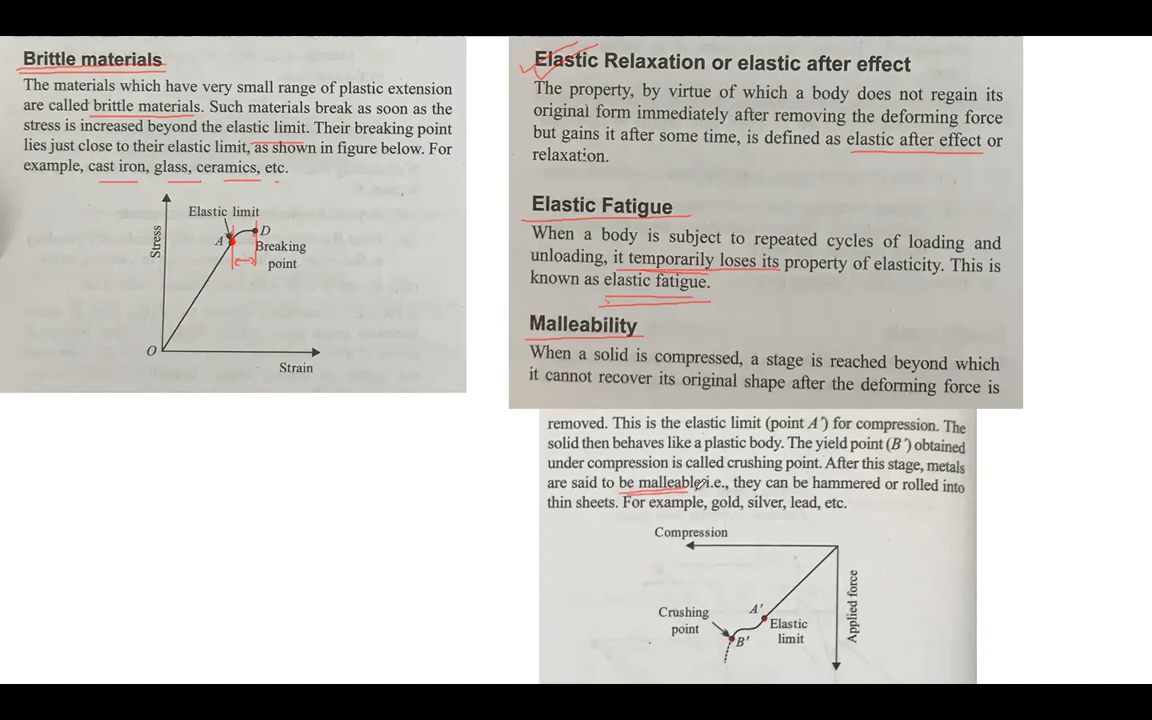 Brittle materials
The materials which have very small range of plastic extension
are called brittle materials. Such materials break as soon as the
stress is increased beyond the elastic limit. Their breaking point
lies just close to their elastic limit, as shown in figure below. For
example, cast iron, glass, ceramics, etc.
Elastic limit
A
D
Breaking
point
Stress
O
Strain
Elastic Relaxation or elastic after effect
The property, by virtue of which a body does not regain its
original form immediately after removing the deforming force
but gains it after some time, is defined as elastic after effect or
relaxation.
Elastic Fatigue
When a body is subject to repeated cycles of loading and
unloading, it temporarily loses its property of elasticity. This is
known as elastic fatigue.
Malleability
When a solid is compressed, a stage is reached beyond which
it cannot recover its original shape after the deforming force is
removed. This is the elastic limit (point A') for compression. The
solid then behaves like a plastic body. The yield point (B') obtained
under compression is called crushing point. After this stage, metals
are said to be malleable i.e., they can be hammered or rolled into
thin sheets. For example, gold, silver, lead, etc.
Compression
Crushing
point
A'
Elastic
limit
B'
Applied force